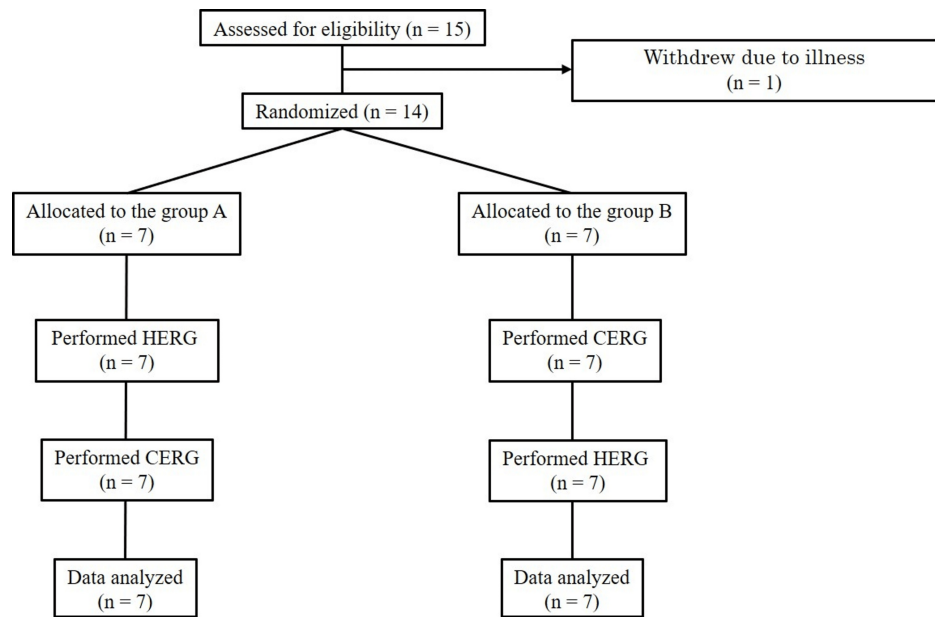 Assessed for eligibility (n = 15)
Withdrew due to illness
(n = 1)
Randomized (n = 14)
Allocated to the group A
(n = 7)
Allocated to the group B
(n = 7)
Performed HERG
(n = 7)
Performed CERG
(n = 7)
Performed CERG
(n = 7)
Performed HERG
(n = 7)
Data analyzed
(n = 7)
Data analyzed
(n = 7)